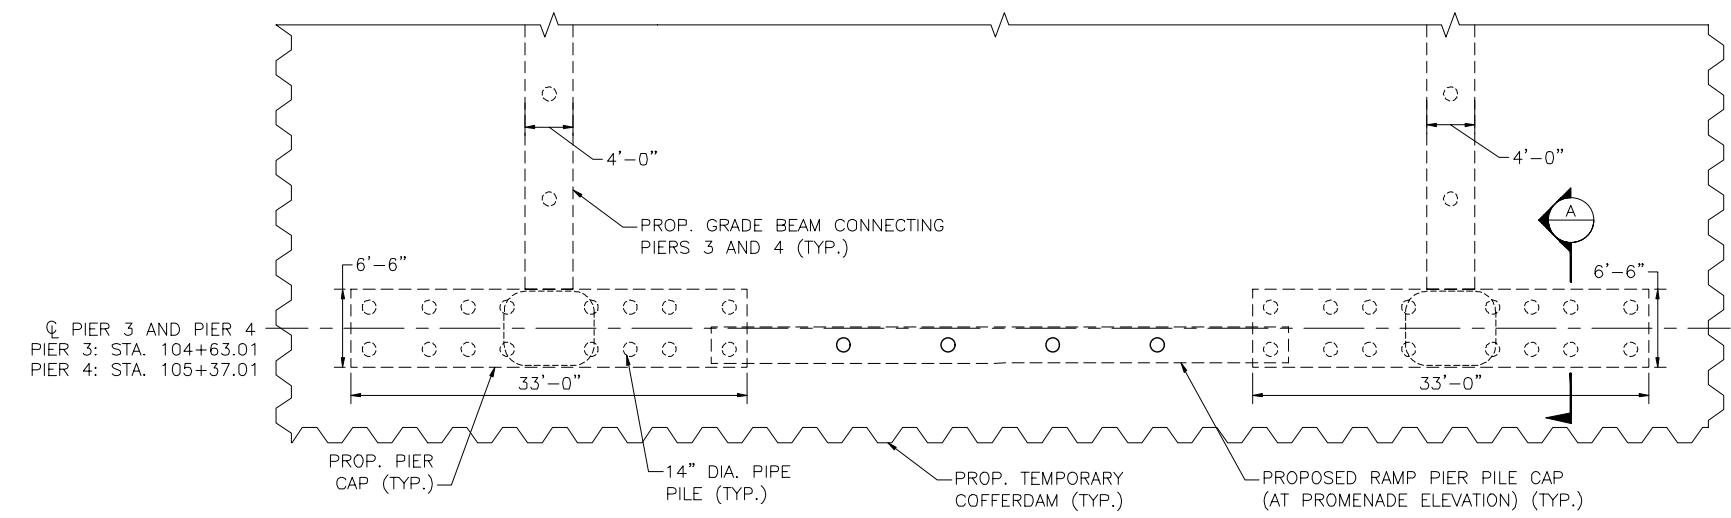 4'-0"
4'-0"
A
PROP. GRADE BEAM CONNECTING
PIERS 3 AND 4 (TYP.)
6'-6"
6'-6"
℄ PIER 3 AND PIER 4
PIER 3: STA. 104+63.01
PIER 4: STA. 105+37.01
33'-0"
33'-0"
PROP. PIER
CAP (TYP.)
14" DIA. PIPE
PILE (TYP.)
PROP. TEMPORARY
COFFERDAM (TYP.)
PROPOSED RAMP PIER PILE CAP
(AT PROMENADE ELEVATION) (TYP.)